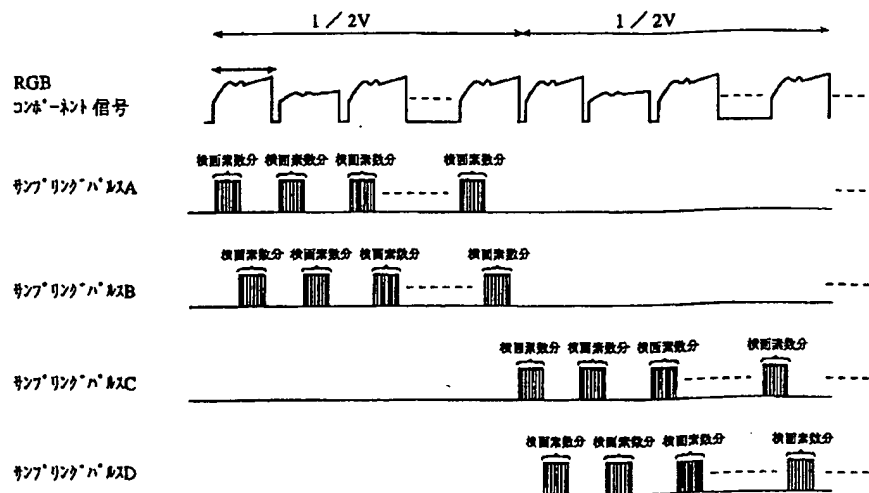 1／2V 1／2V
RGB
ｺﾝﾎﾟｰﾈﾝﾄ 信号
横画素数分 横画素数分 横画素数分 横画素数分
ｻﾝﾌﾟﾘﾝｸﾞﾊﾟﾙｽA
横画素数分 横画素数分 横画素数分 横画素数分
ｻﾝﾌﾟﾘﾝｸﾞﾊﾟﾙｽB
横画素数分 横画素数分 横画素数分 横画素数分
ｻﾝﾌﾟﾘﾝｸﾞﾊﾟﾙｽC
横画素数分 横画素数分 横画素数分 横画素数分
ｻﾝﾌﾟﾘﾝｸﾞﾊﾟﾙｽD